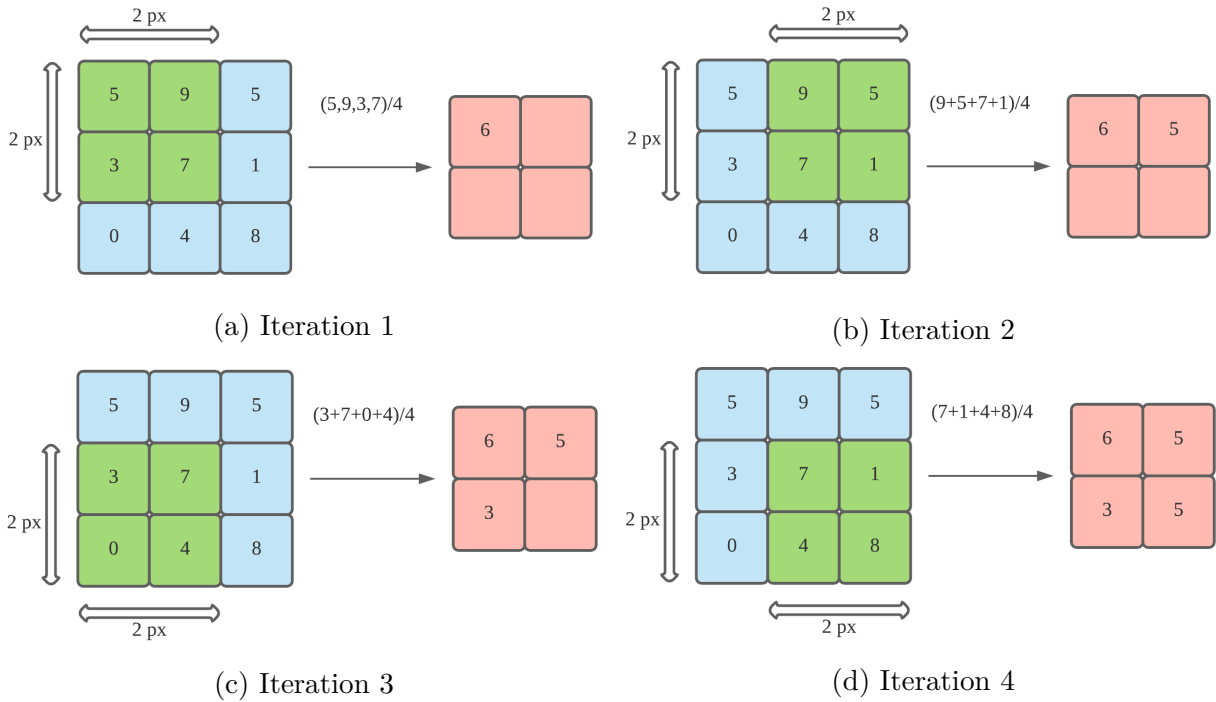 2 px
2 px
5 9 5
3 7 1
0 4 8
(5,9,3,7)/4
6
(a) Iteration 1
2 px
2 px
5 9 5
3 7 1
0 4 8
(9+5+7+1)/4
6 5
(b) Iteration 2
5 9 5
3 7 1
0 4 8
2 px
2 px
(3+7+0+4)/4
6 5
3
(c) Iteration 3
5 9 5
3 7 1
0 4 8
2 px
2 px
(7+1+4+8)/4
6 5
3 5
(d) Iteration 4